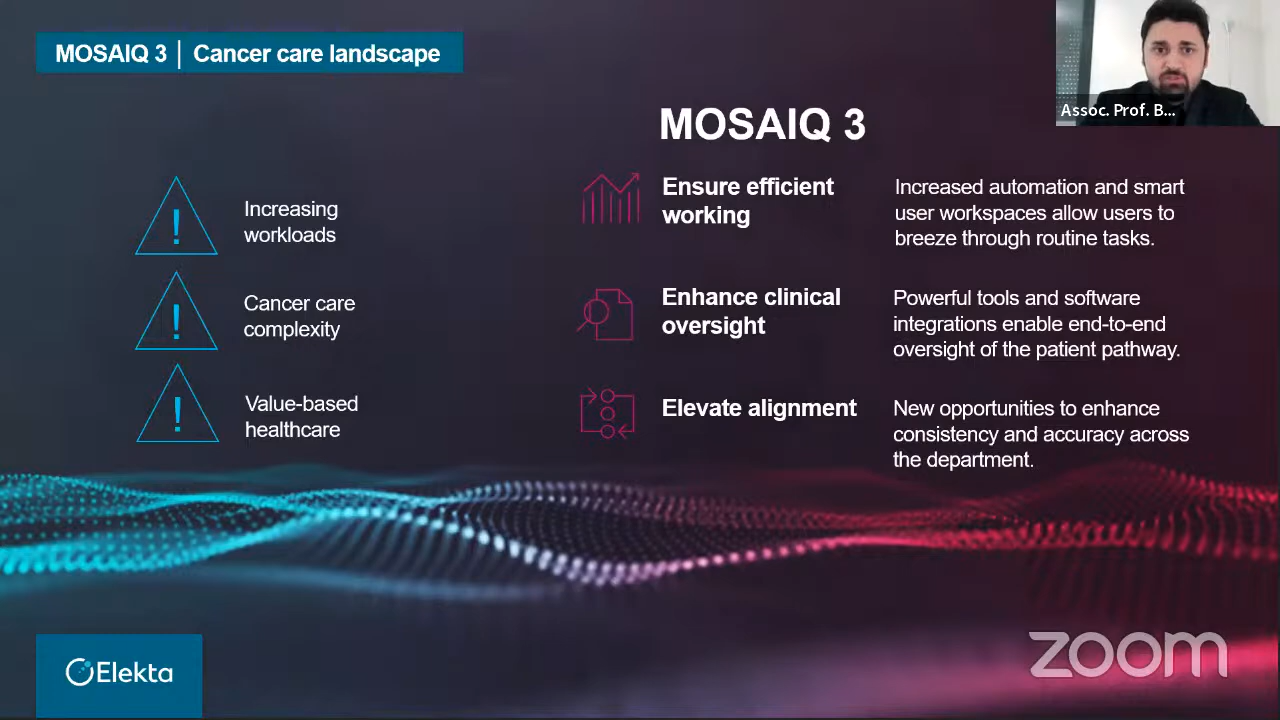 MOSAIQ 3 | Cancer care landscape
Assoc. Prof. B...
MOSAIQ 3
Increasing
workloads
Cancer care
complexity
Value-based
healthcare
Ensure efficient
working
Increased automation and smart
user workspaces allow users to
breeze through routine tasks.
Enhance clinical
oversight
Powerful tools and software
integrations enable end-to-end
oversight of the patient pathway.
Elevate alignment
New opportunities to enhance
consistency and accuracy across
the department.
Elekta
zoom